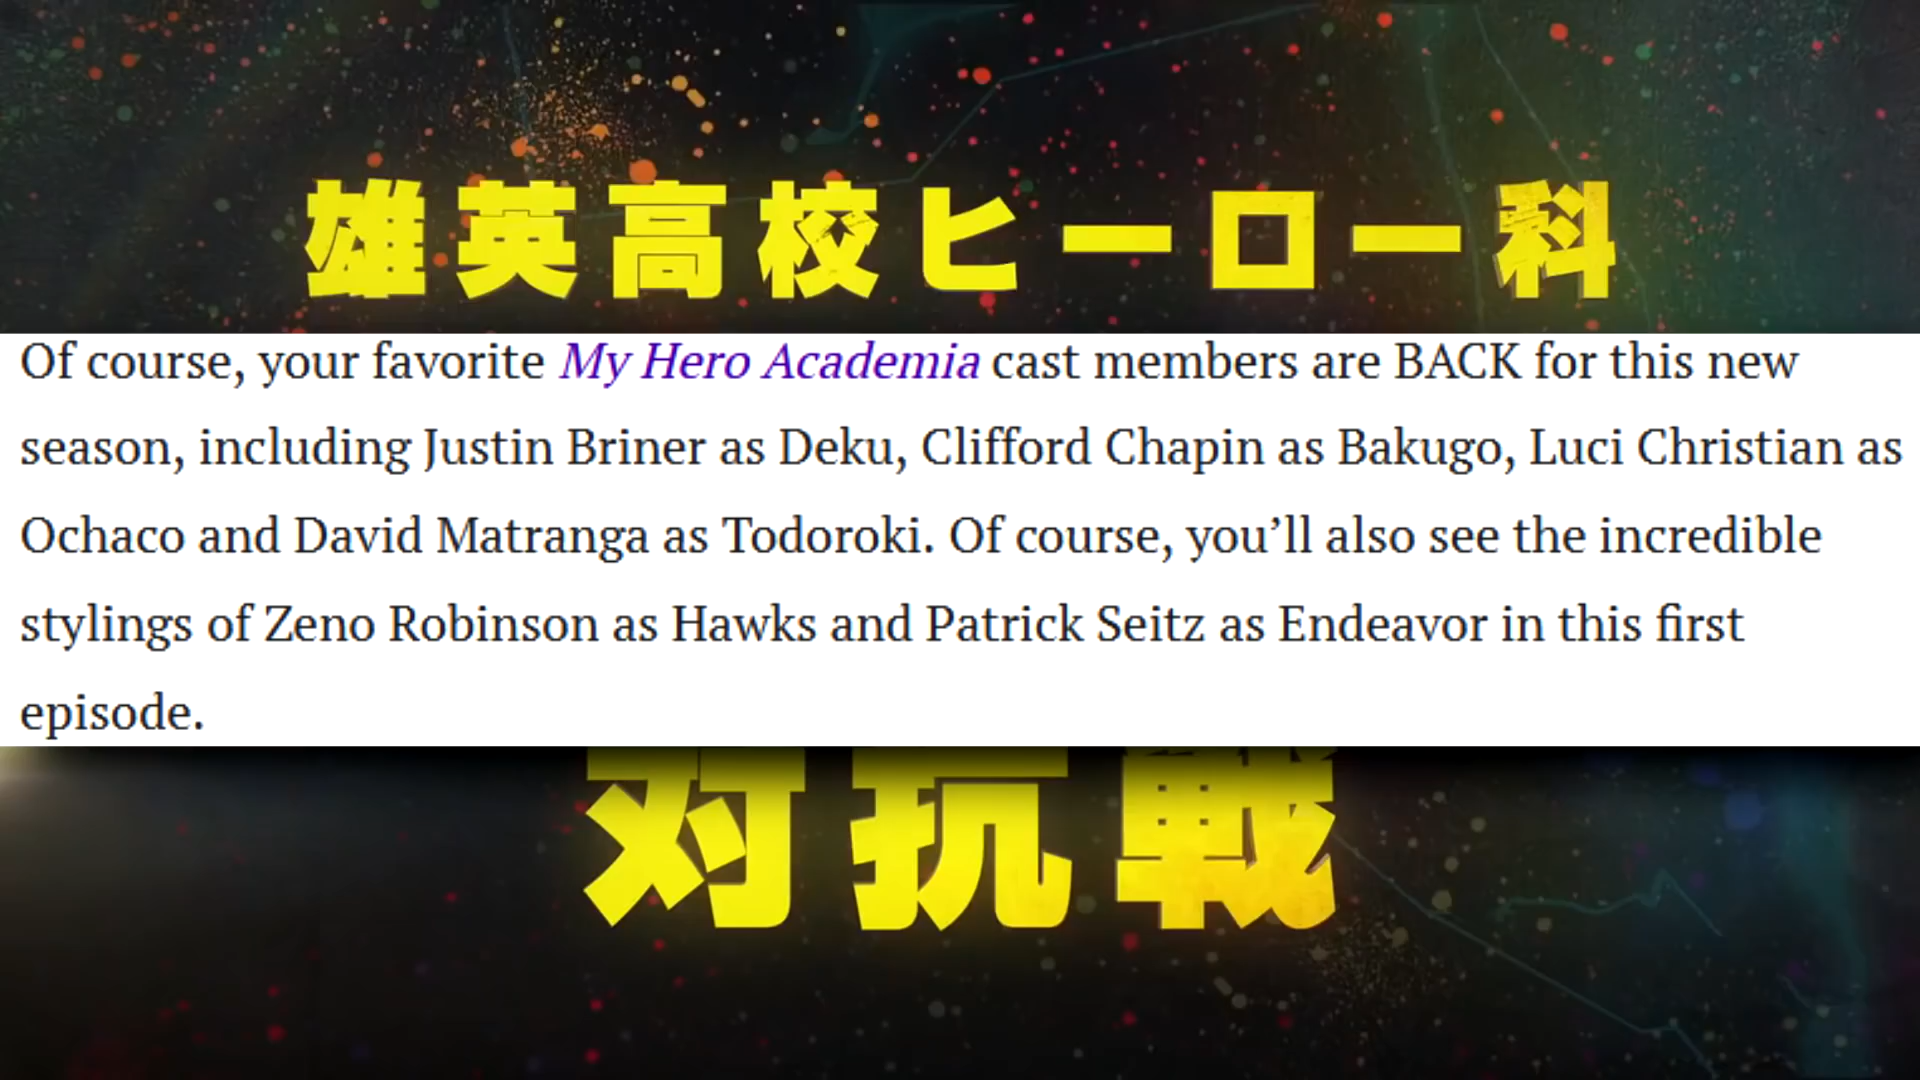 雄英高校ヒーロー科
Of course, your favorite My Hero Academia cast members are BACK for this new
season, including Justin Briner as Deku, Clifford Chapin as Bakugo, Luci Christian as
Ochaco and David Matranga as Todoroki. Of course, you’ll also see the incredible
stylings of Zeno Robinson as Hawks and Patrick Seitz as Endeavor in this first
episode.
対抗戦